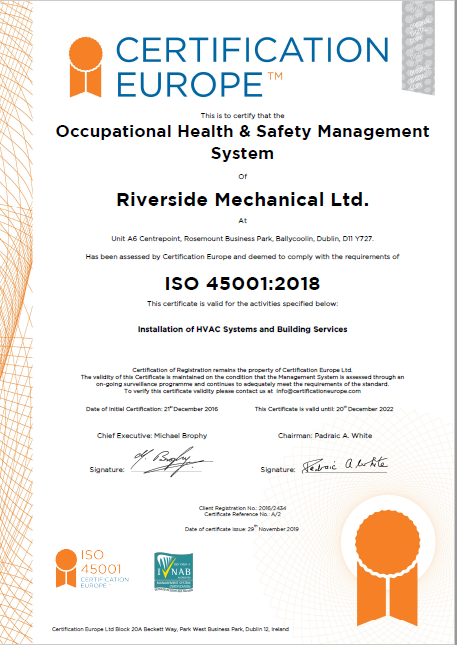 CERTIFICATION
EUROPE™
This is to certify that the
Occupational Health & Safety Management
System
Of
Riverside Mechanical Ltd.
At
Unit A6 Centrepoint, Rosemount Business Park, Ballycoolin, Dublin, D11 Y727.
Has been assessed by Certification Europe and deemed to comply with the requirements of
ISO 45001:2018
This certificate is valid for the activities specified below:
Installation of HVAC Systems and Building Services
Certification of Registration remains the property of Certification Europe Ltd.
The validity of this Certificate is maintained on the condition that the Management System is assessed through an
on-going surveillance programme and continues to adequately meet the requirements of the standard.
To verify this certificate validity please contact us at info@certificationeurope.com
Date of Initial Certification: 21st December 2016 This Certificate is valid until: 20th December 2022
Chief Executive: Michael Brophy Chairman: Padraic A. White
Signature: M. Brophy Signature: Padraic A White
Client Registration No.: 2016/2434
Certificate Reference No.: A/2
Date of certificate issue: 29th November 2019
ISO
45001
CERTIFICATION
EUROPE
INAB
Certification Europe Ltd Block 20A Beckett Way, Park West Business Park, Dublin 12, Ireland